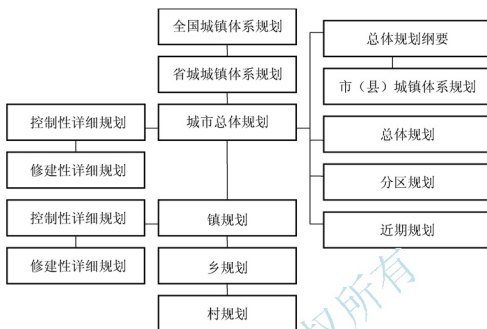 全国城镇体系规划
总体规划纲要
省城城镇体系规划
市（县）城镇体系规划
控制性详细规划
城市总体规划
总体规划
修建性详细规划
分区规划
控制性详细规划
镇规划
近期规划
修建性详细规划
乡规划
村规划
权所有